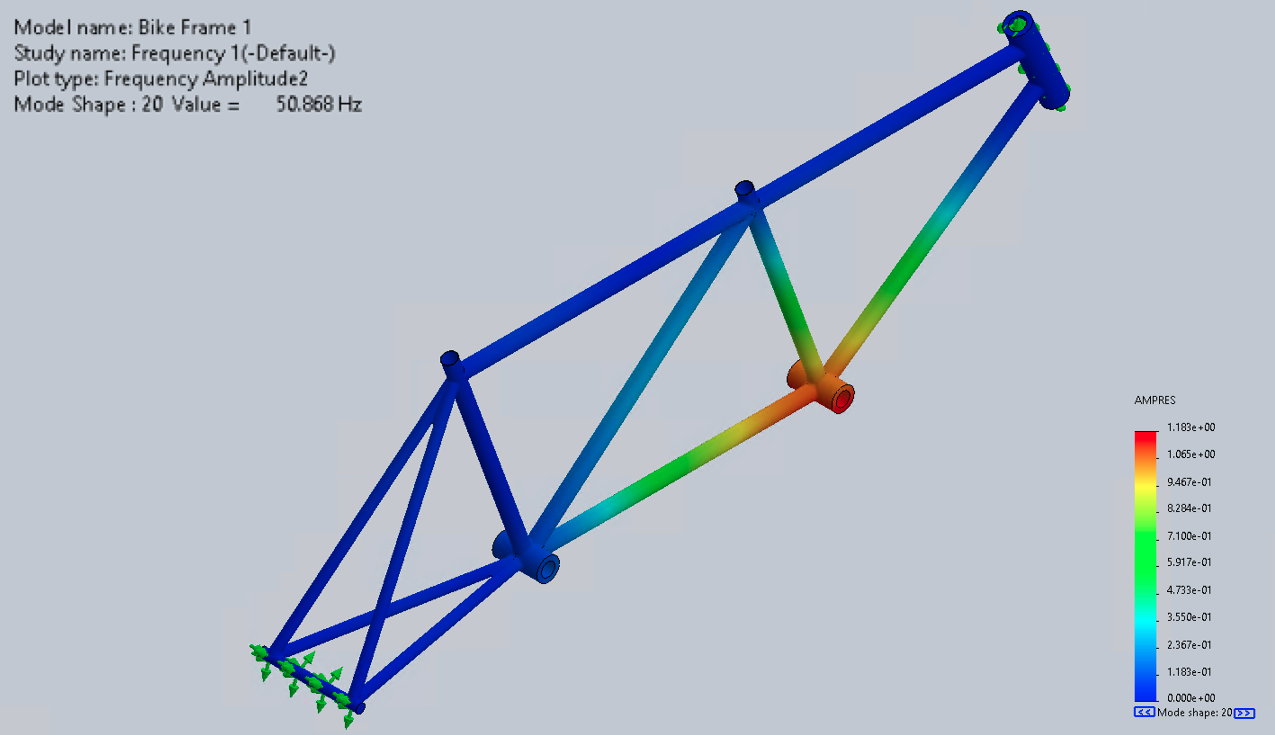 Model name: Bike Frame 1
Study name: Frequency 1(-Default-)
Plot type: Frequency Amplitude2
Mode Shape : 20 Value = 50.868 Hz
AMPRES
1.183e+00
1.065e+00
9.467e-01
8.284e-01
7.100e-01
5.917e-01
4.733e-01
3.550e-01
2.367e-01
1.183e-01
0.000e+00
<< Mode shape: 20 >>